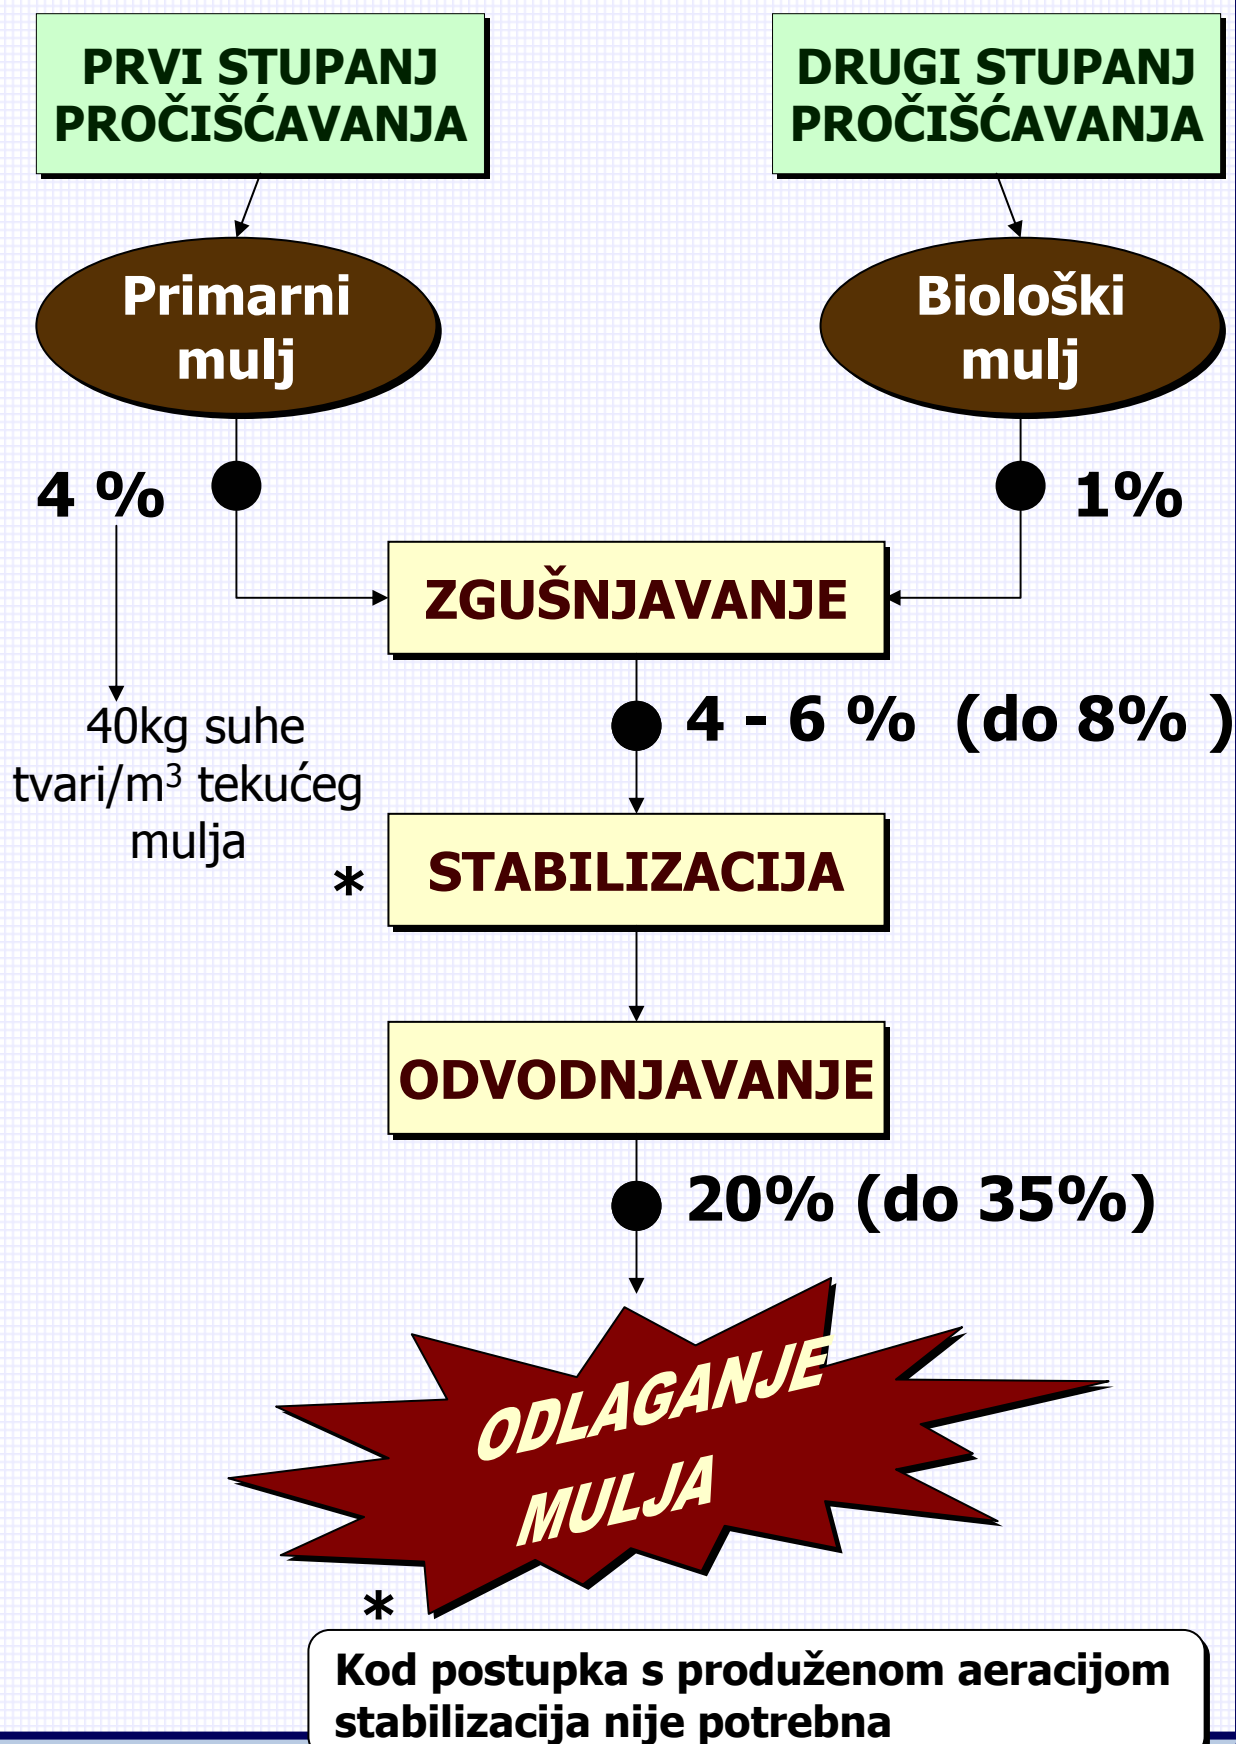 PRVI STUPANJ
PROČIŠĆAVANJA
DRUGI STUPANJ
PROČIŠĆAVANJA
Primarni
mulj
Biološki
mulj
4 %
1%
ZGUŠNJAVANJE
40kg suhe
tvari/m³ tekućeg
mulja
4 - 6 % (do 8% )
* STABILIZACIJA
ODVODNJAVANJE
20% (do 35%)
ODLAGANJE
MULJA
*
Kod postupka s produženom aeracijom
stabilizacija nije potrebna